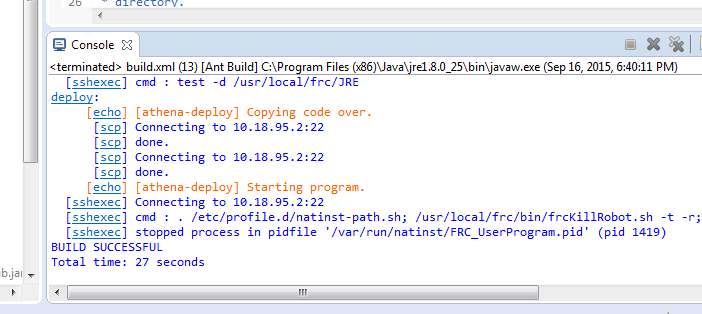 26
* directory.
Console
<terminated> build.xml (13) [Ant Build] C:\Program Files (x86)\Java\jre1.8.0_25\bin\javaw.exe (Sep 16, 2015, 6:40:11 PM)
[sshexec] cmd : test -d /usr/local/frc/JRE
deploy:
[echo] [athena-deploy] Copying code over.
[scp] Connecting to 10.18.95.2:22
[scp] done.
[scp] Connecting to 10.18.95.2:22
[scp] done.
[echo] [athena-deploy] Starting program.
[sshexec] Connecting to 10.18.95.2:22
[sshexec] cmd : . /etc/profile.d/natinst-path.sh; /usr/local/frc/bin/frcKillRobot.sh -t -r;
[sshexec] stopped process in pidfile '/var/run/natinst/FRC_UserProgram.pid' (pid 1419)
BUILD SUCCESSFUL
Total time: 27 seconds
ib.jar